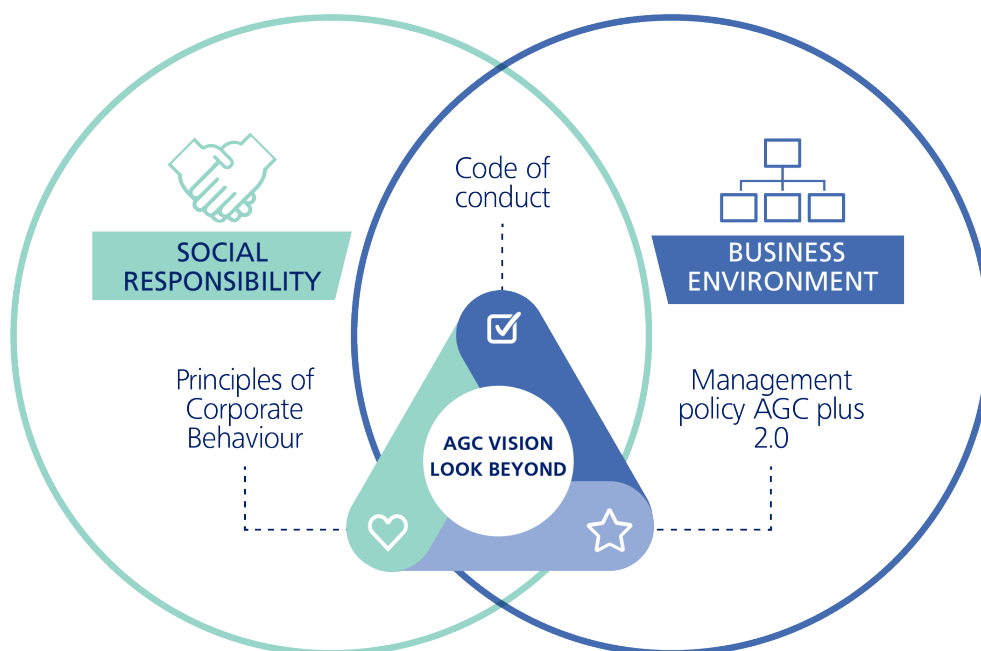 Code of
conduct
SOCIAL
RESPONSIBILITY
BUSINESS
ENVIRONMENT
Principles of
Corporate
Behaviour
Management
policy AGC plus
2.0
AGC VISION
LOOK BEYOND